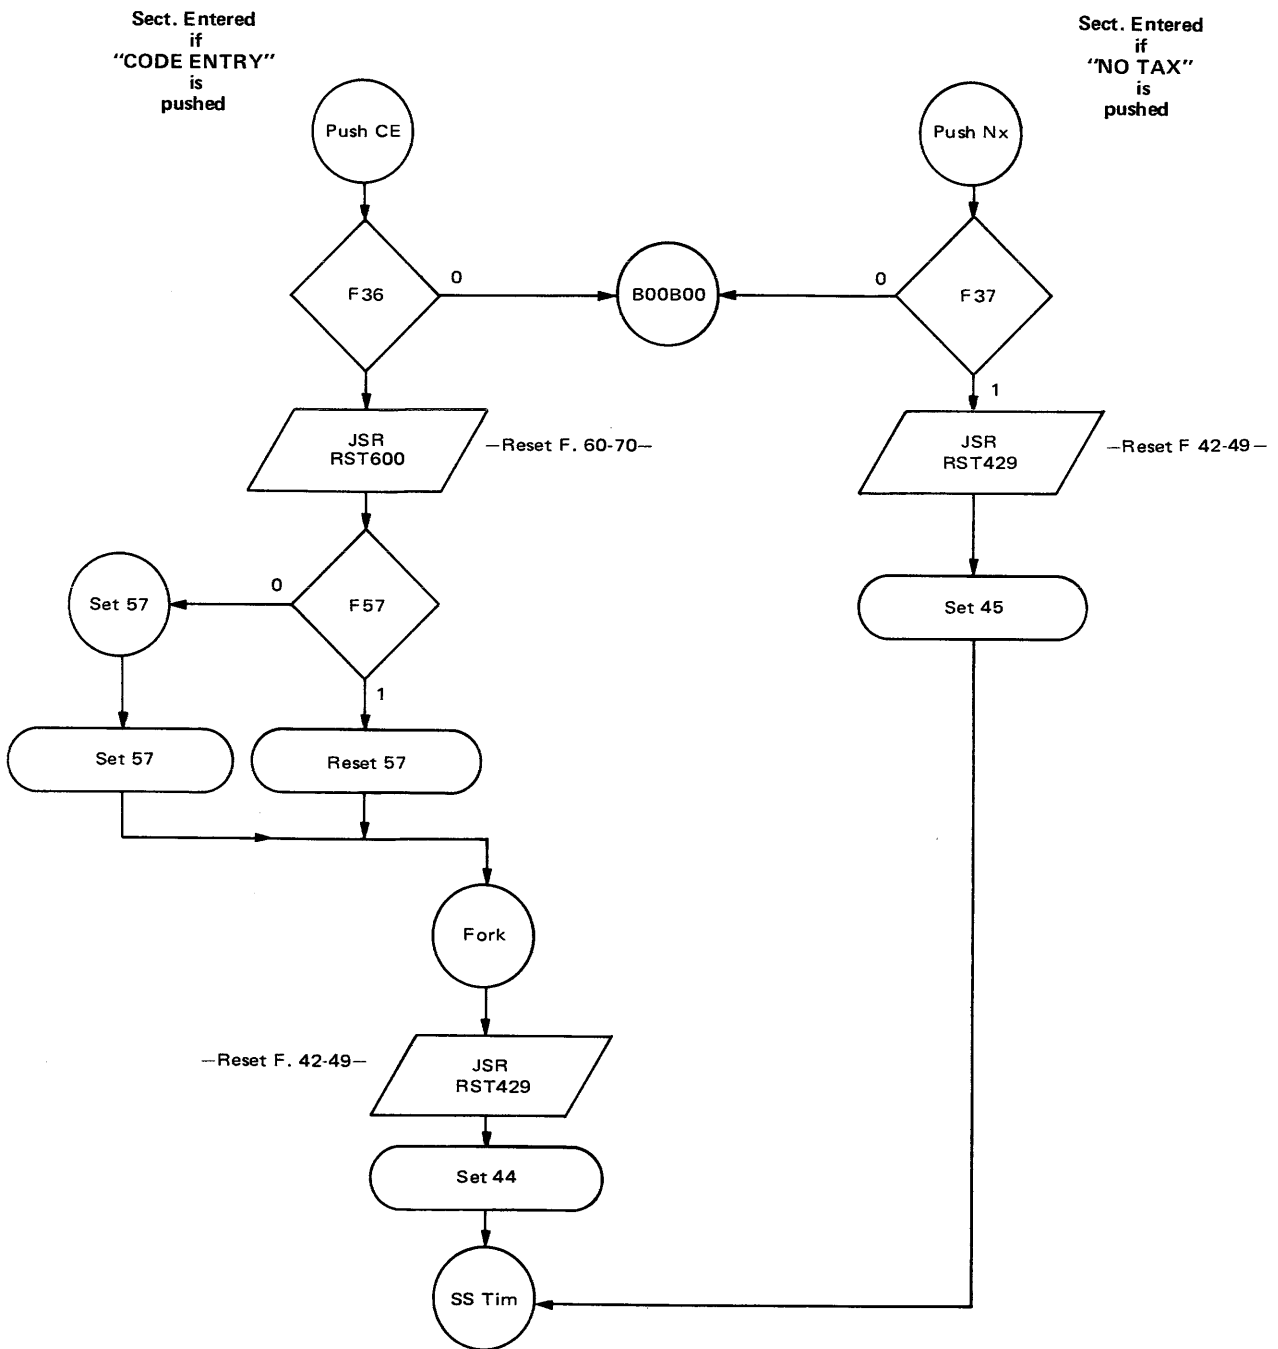 Sect. Entered
if
“CODE ENTRY”
is
pushed
Sect. Entered
if
“NO TAX”
is
pushed
Push CE
Push Nx
F36
0
B00B00
0
F37
1
JSR
RST600
—Reset F. 60-70—
JSR
RST429
—Reset F 42-49—
Set 57
0
F57
1
Set 45
Set 57
Reset 57
Fork
—Reset F. 42-49—
JSR
RST429
Set 44
SS Tim